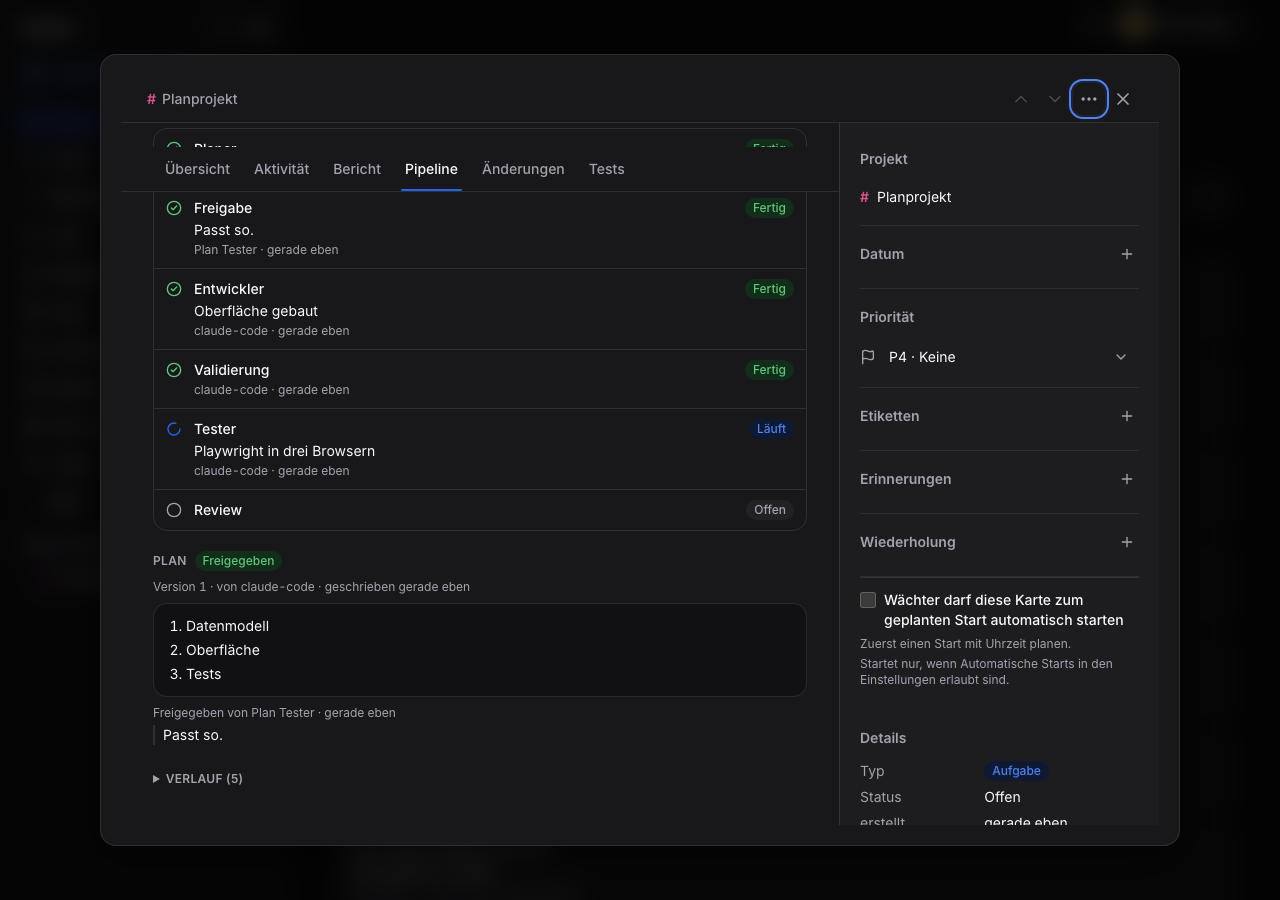 # Planprojekt
Planer Fertig
Übersicht Aktivität Bericht Pipeline Änderungen Tests
Freigabe Fertig
Passt so.
Plan Tester · gerade eben
Entwickler Fertig
Oberfläche gebaut
claude-code · gerade eben
Validierung Fertig
claude-code · gerade eben
Tester Läuft
Playwright in drei Browsern
claude-code · gerade eben
Review Offen
PLAN Freigegeben
Version 1 · von claude-code · geschrieben gerade eben
1. Datenmodell
2. Oberfläche
3. Tests
Freigegeben von Plan Tester · gerade eben
Passt so.
VERLAUF (5)
Projekt
# Planprojekt
Datum
Priorität
P4 · Keine
Etiketten
Erinnerungen
Wiederholung
Wächter darf diese Karte zum
geplanten Start automatisch starten
Zuerst einen Start mit Uhrzeit planen.
Startet nur, wenn Automatische Starts in den
Einstellungen erlaubt sind.
Details
Typ Aufgabe
Status Offen
erstellt gerade eben